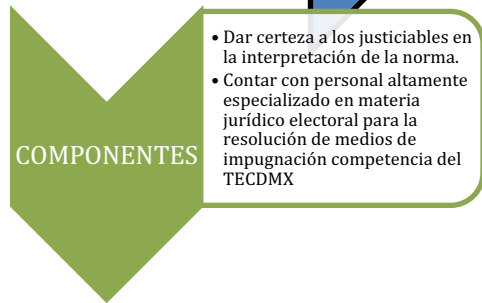 COMPONENTES
• Dar certeza a los justiciables en
la interpretación de la norma.
• Contar con personal altamente
especializado en materia
jurídico electoral para la
resolución de medios de
impugnación competencia del
TECDMX